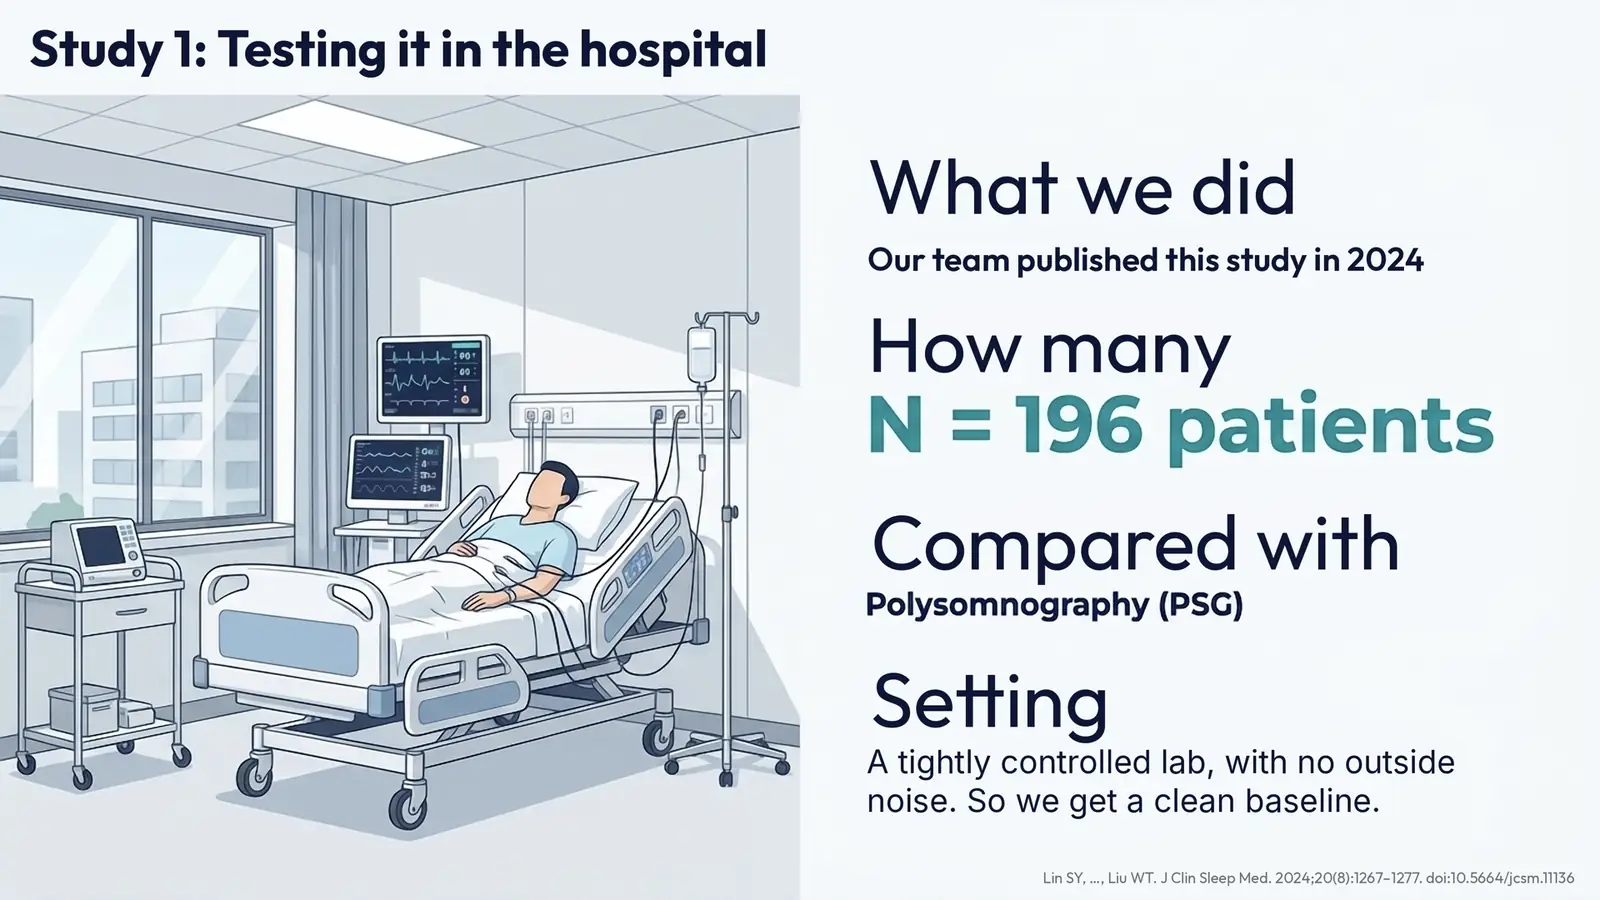 Study 1: Testing it in the hospital
What we did
Our team published this study in 2024
How many
N = 196 patients
Compared with
Polysomnography (PSG)
Setting
A tightly controlled lab, with no outside
noise. So we get a clean baseline.
Lin SY, ..., Liu WT. J Clin Sleep Med. 2024;20(8):1267–1277. doi:10.5664/jcsm.11136